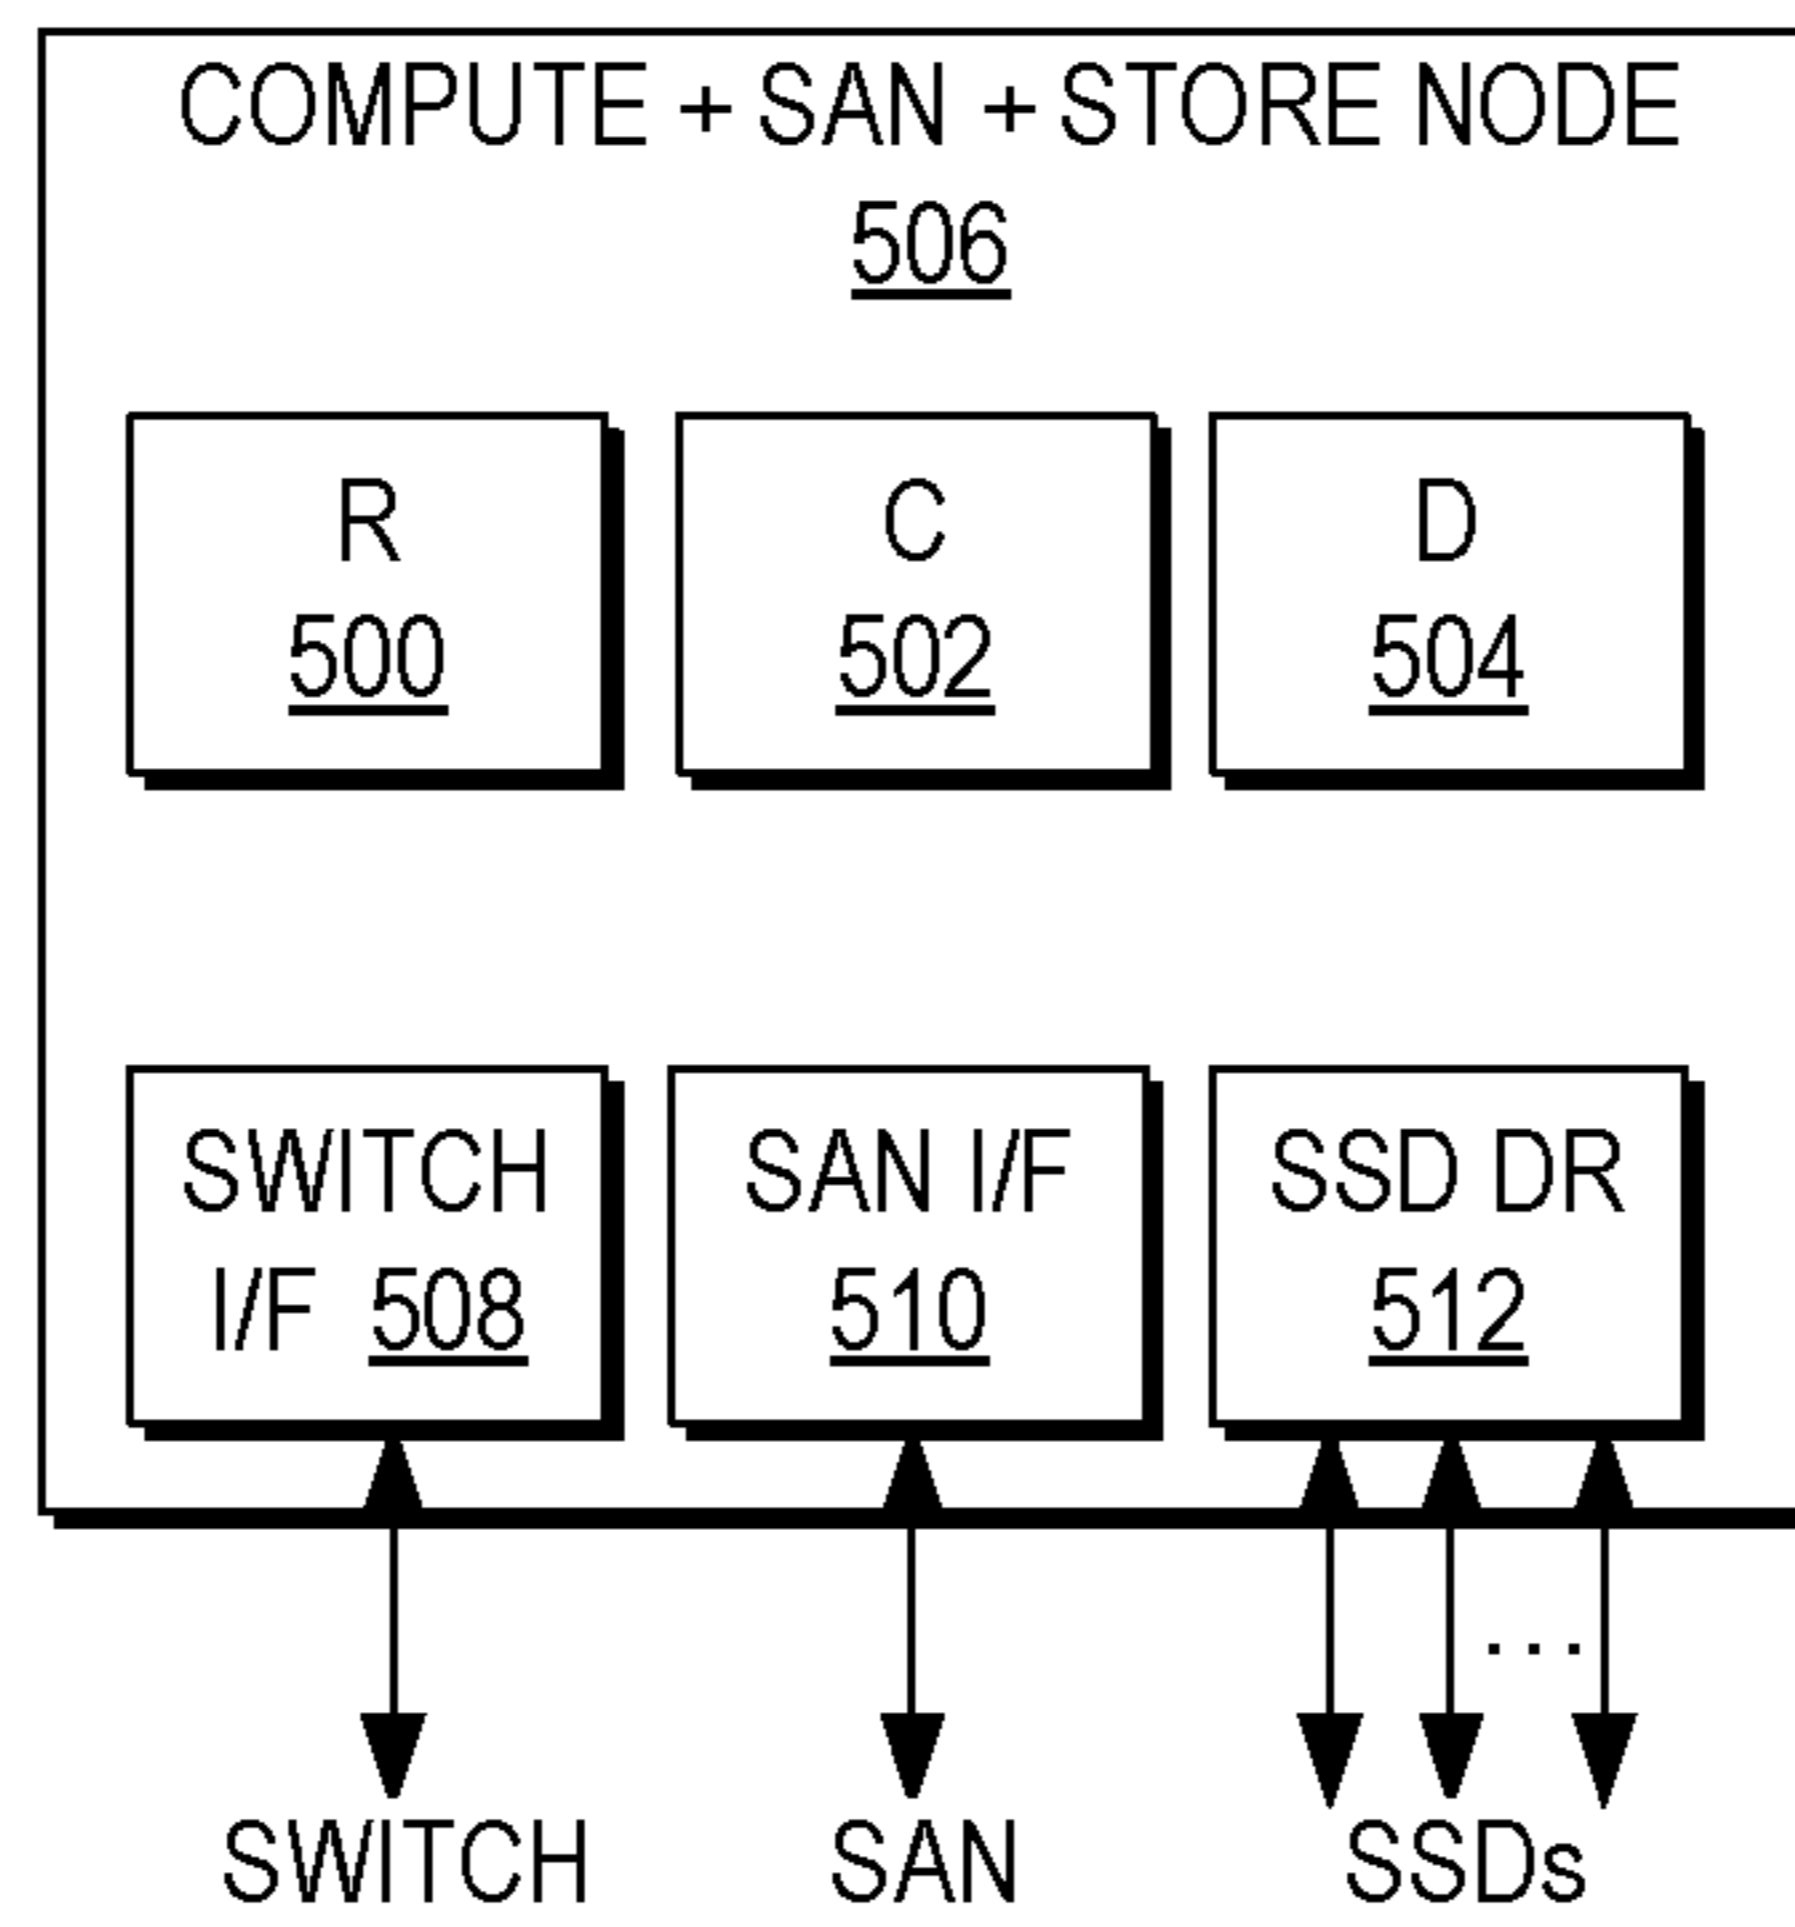 COMPUTE + SAN + STORE NODE
506
R
500
C
502
D
504
SWITCH
I/F 508
SAN I/F
510
SSD DR
512
...
SWITCH
SAN
SSDs